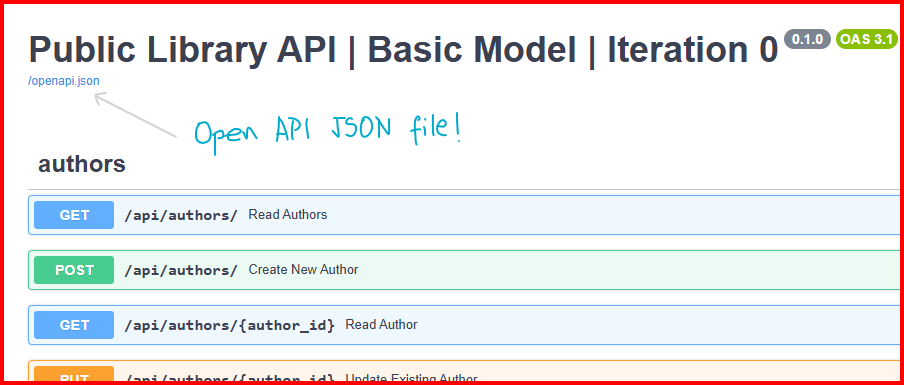 Public Library API | Basic Model | Iteration 0 0.1.0 OAS 3.1
/openapi.json
Open API JSON file!
authors
GET /api/authors/ Read Authors
POST /api/authors/ Create New Author
GET /api/authors/{author_id} Read Author
PUT /api/authors/{author_id} Update Existing Author